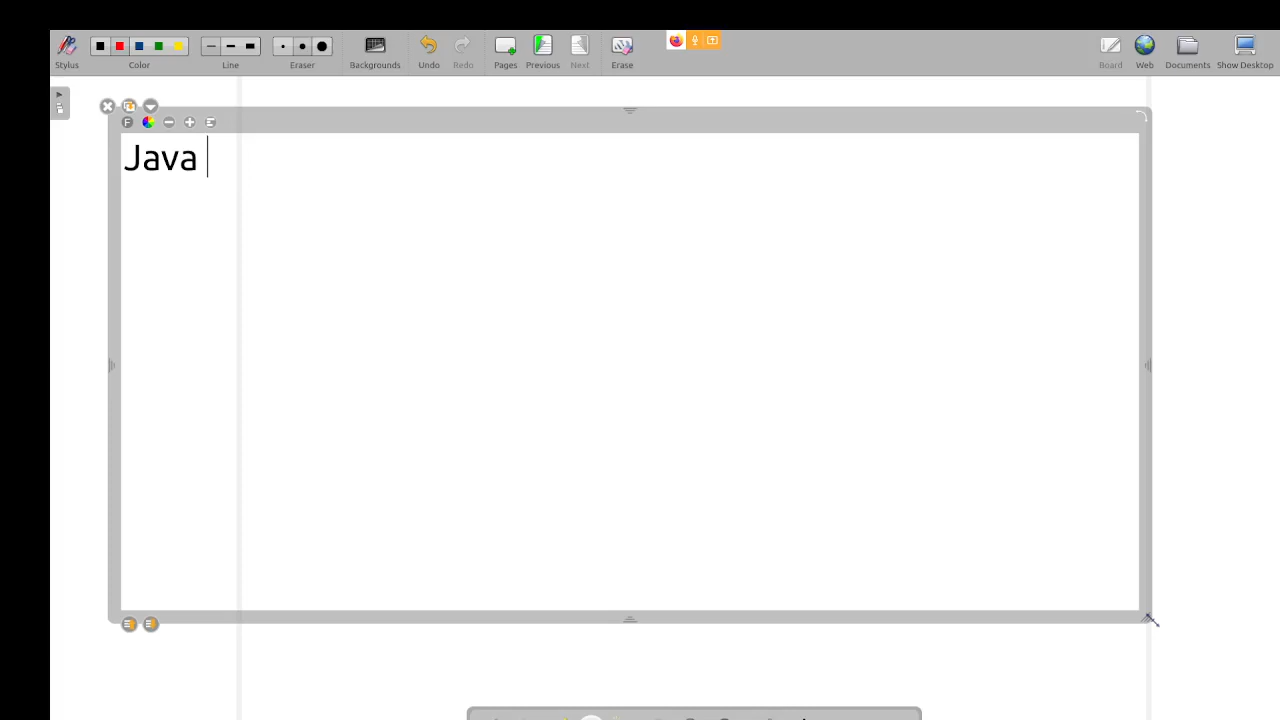 Stylus Color Line Eraser Backgrounds Undo Redo Pages Previous Next Erase Board Web Documents Show Desktop
F
Java